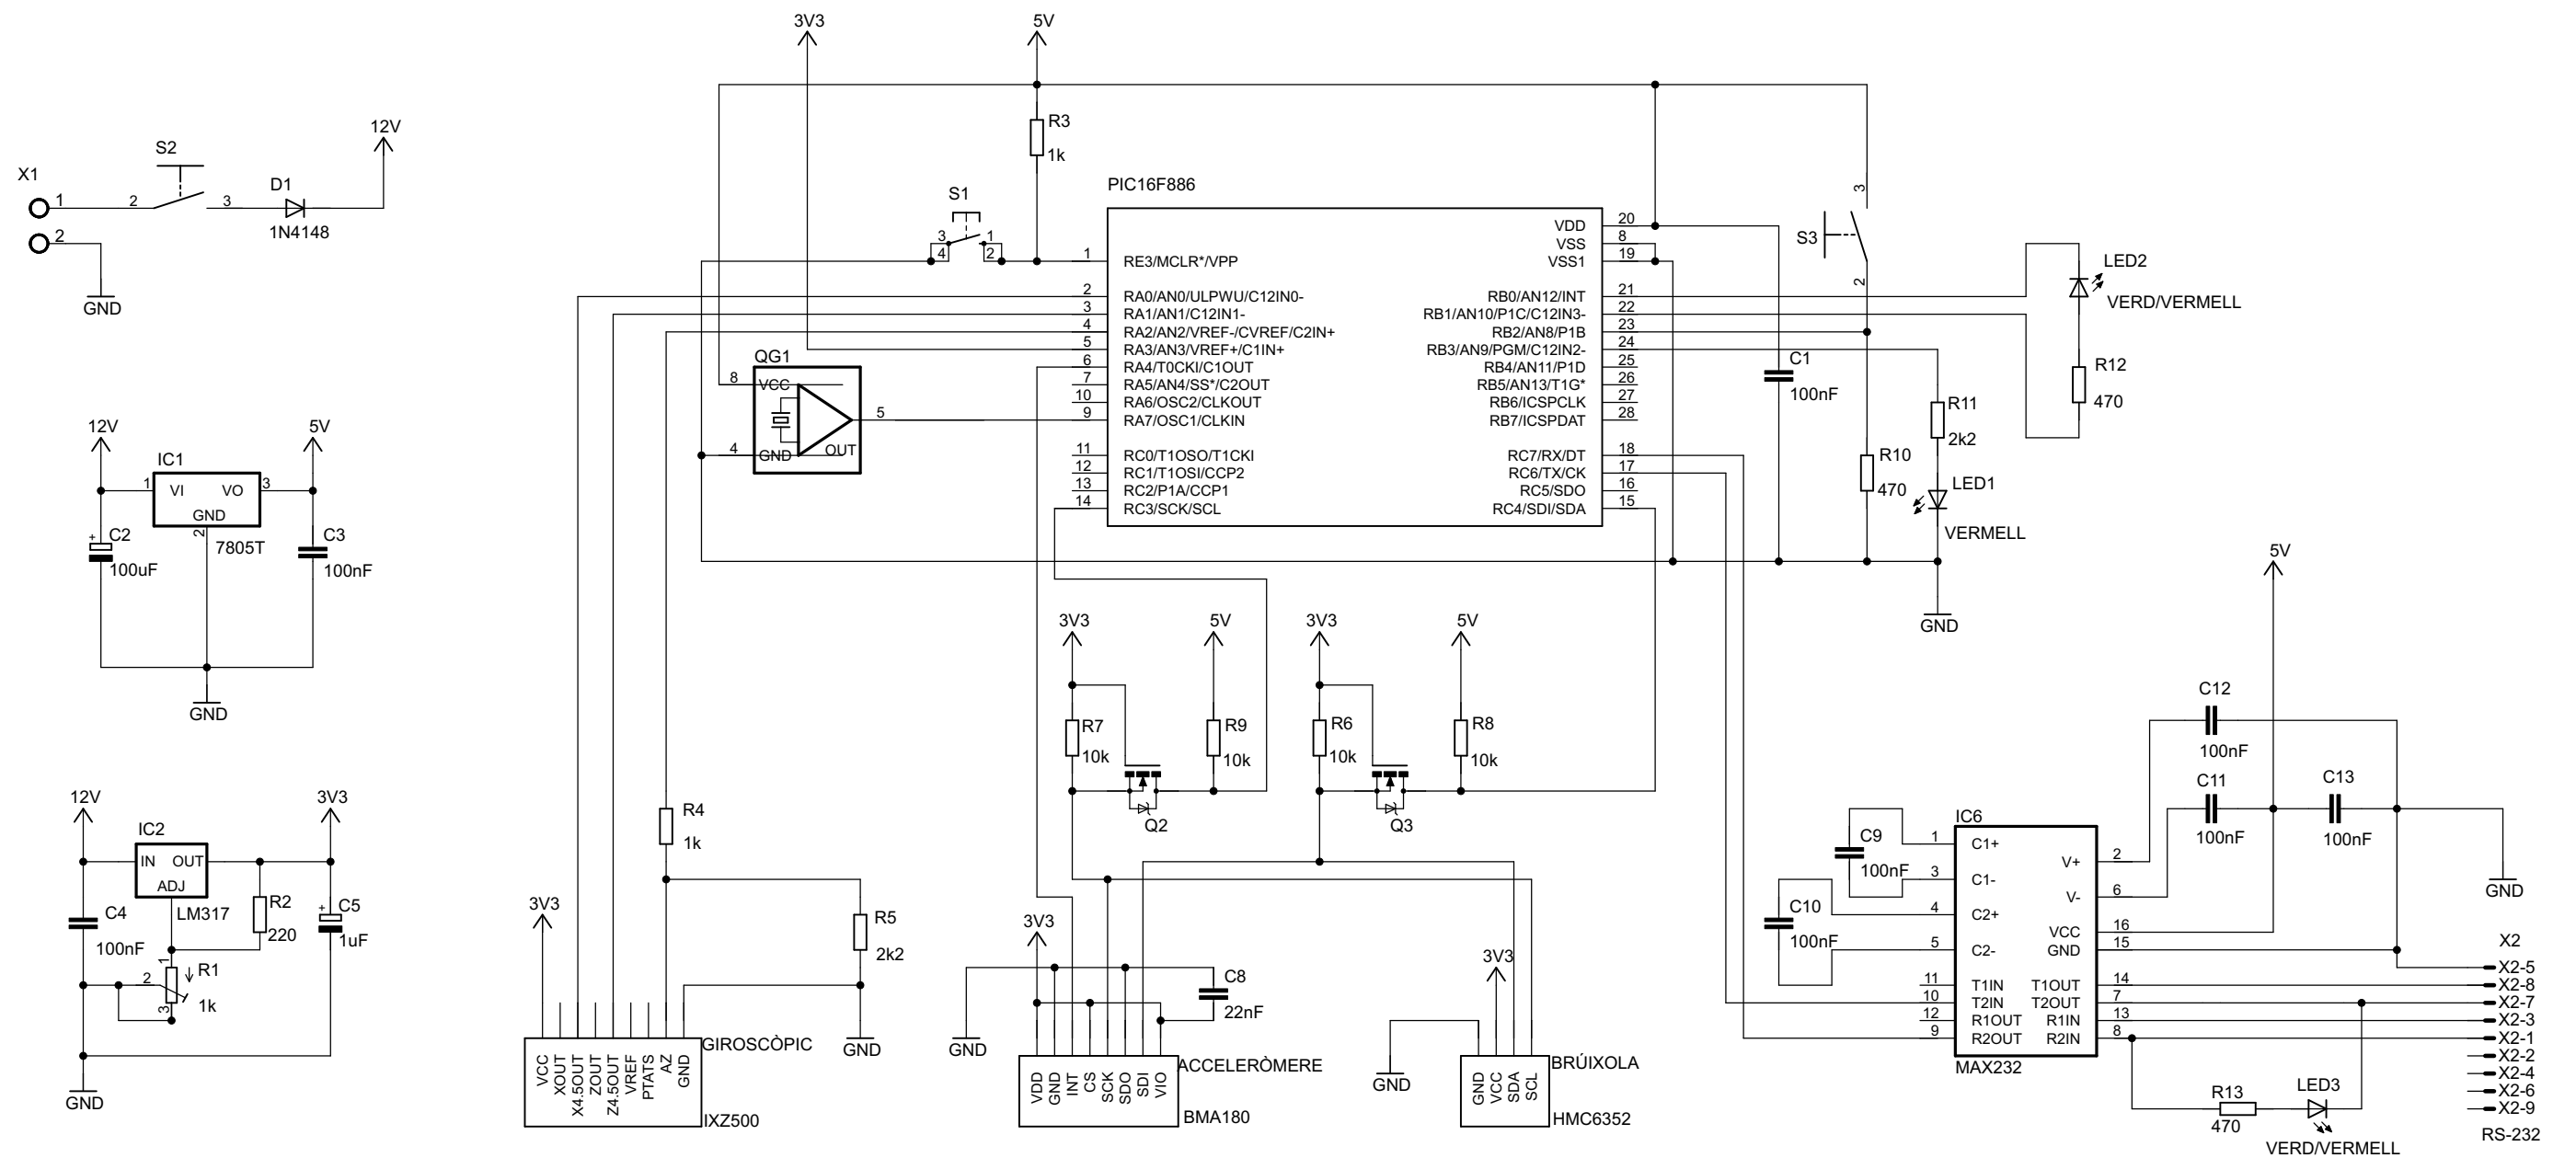 X1
1
2
S2
2
3
D1
1N4148
12V
GND
12V
5V
IC1
1
VI
VO
3
GND
2
7805T
+
C2
100uF
C3
100nF
GND
12V
3V3
IC2
IN
OUT
ADJ
LM317
C4
100nF
R2
220
+
C5
1uF
1
2
3
R1
1k
GND
3V3
5V
R3
1k
S1
3
4
1
2
PIC16F886
1 RE3/MCLR*/VPP
2 RA0/AN0/ULPWU/C12IN0-
3 RA1/AN1/C12IN1-
4 RA2/AN2/VREF-/CVREF/C2IN+
5 RA3/AN3/VREF+/C1IN+
6 RA4/T0CKI/C1OUT
7 RA5/AN4/SS*/C2OUT
10 RA6/OSC2/CLKOUT
9 RA7/OSC1/CLKIN
11 RC0/T1OSO/T1CKI
12 RC1/T1OSI/CCP2
13 RC2/P1A/CCP1
14 RC3/SCK/SCL
VDD 20
VSS 8
VSS1 19
RB0/AN12/INT 21
RB1/AN10/P1C/C12IN3- 22
RB2/AN8/P1B 23
RB3/AN9/PGM/C12IN2- 24
RB4/AN11/P1D 25
RB5/AN13/T1G* 26
RB6/ICSPCLK 27
RB7/ICSPDAT 28
RC7/RX/DT 18
RC6/TX/CK 17
RC5/SDO 16
RC4/SDI/SDA 15
QG1
8
VCC
5
4
GND
OUT
S3
3
2
C1
100nF
R10
470
R11
2k2
LED1
VERMELL
GND
LED2
VERD/VERMELL
R12
470
3V3
5V
R7
10k
R9
10k
Q2
3V3
5V
R6
10k
R8
10k
Q3
R4
1k
R5
2k2
GND
3V3
GIROSCÒPIC
VCC
XOUT
X4.5OUT
ZOUT
Z4.5OUT
VREF
PTATS
AZ
GND
IXZ500
3V3
C8
22nF
GND
ACCELERÒMERE
VDD
GND
INT
CS
SCK
SDO
SDI
VIO
BMA180
3V3
GND
BRÚIXOLA
GND
VCC
SDA
SCL
HMC6352
5V
C12
100nF
C11
100nF
C13
100nF
GND
C9
100nF
C10
100nF
IC6
1 C1+
3 C1-
4 C2+
5 C2-
11 T1IN
10 T2IN
12 R1OUT
9 R2OUT
V+ 2
V- 6
VCC 16
GND 15
T1OUT 14
T2OUT 7
R1IN 13
R2IN 8
MAX232
X2
X2-5
X2-8
X2-7
X2-3
X2-1
X2-2
X2-4
X2-6
X2-9
RS-232
R13
470
LED3
VERD/VERMELL